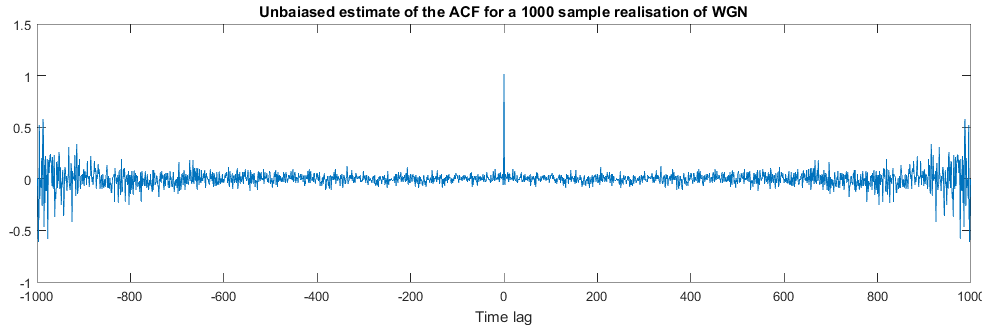 Unbaiased estimate of the ACF for a 1000 sample realisation of WGN
1.5
1
0.5
0
-0.5
-1
-1000 -800 -600 -400 -200 0 200 400 600 800 1000
Time lag